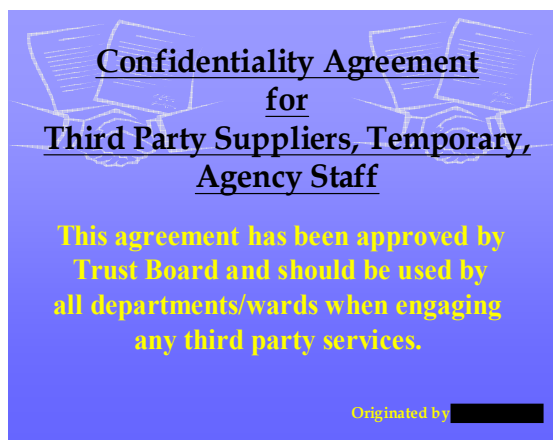 Confidentiality Agreement
for
Third Party Suppliers, Temporary,
Agency Staff
This agreement has been approved by
Trust Board and should be used by
all departments/wards when engaging
any third party services.
Originated by